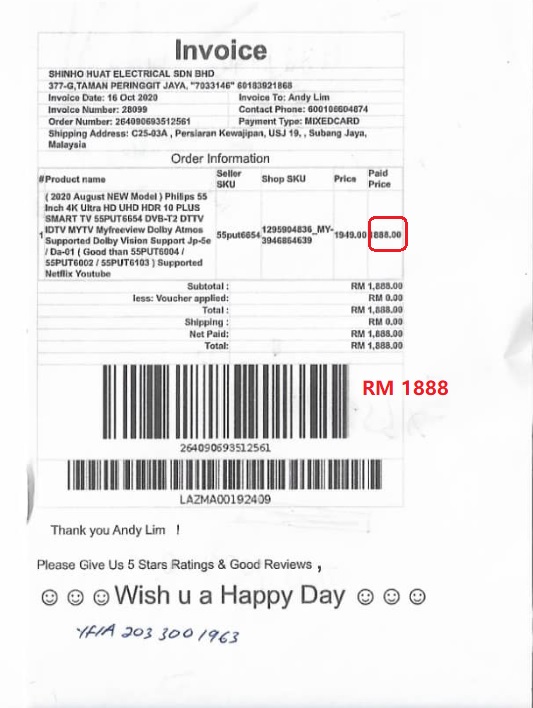 Invoice
SHINHO HUAT ELECTRICAL SDN BHD
377-G,TAMAN PERINGGIT JAYA, "7033146" 60183921868
Invoice Date: 16 Oct 2020 Invoice To: Andy Lim
Invoice Number: 28099 Contact Phone: 600108604874
Order Number: 264090693512561 Payment Type: MIXEDCARD
Shipping Address: C25-03A , Persiaran Kewajipan, USJ 19, , Subang Jaya,
Malaysia
Order Information
#Product name Seller SKU Shop SKU Price Paid Price
( 2020 August NEW Model ) Philips 55
Inch 4K Ultra HD UHD HDR 10 PLUS
SMART TV 55PUT6654 DVB-T2 DTTV
1 IDTV MYTV Myfreeview Dolby Atmos 55put6654 1295904836_MY-3946864639 1949.00 888.00
Supported Dolby Vision Support Jp-5e
/ Da-01 ( Good than 55PUT6004 /
55PUT6002 / 55PUT6103 ) Supported
Netflix Youtube
Subtotal : RM 1,888.00
less: Voucher applied: RM 0.00
Total : RM 1,888.00
Shipping : RM 0.00
Net Paid: RM 1,888.00
Total: RM 1,888.00
RM 1888
264090693512561
LAZMA00192409
Thank you Andy Lim !
Please Give Us 5 Stars Ratings & Good Reviews ,
☺☺☺Wish u a Happy Day ☺☺☺
YFIA 203 300 1963